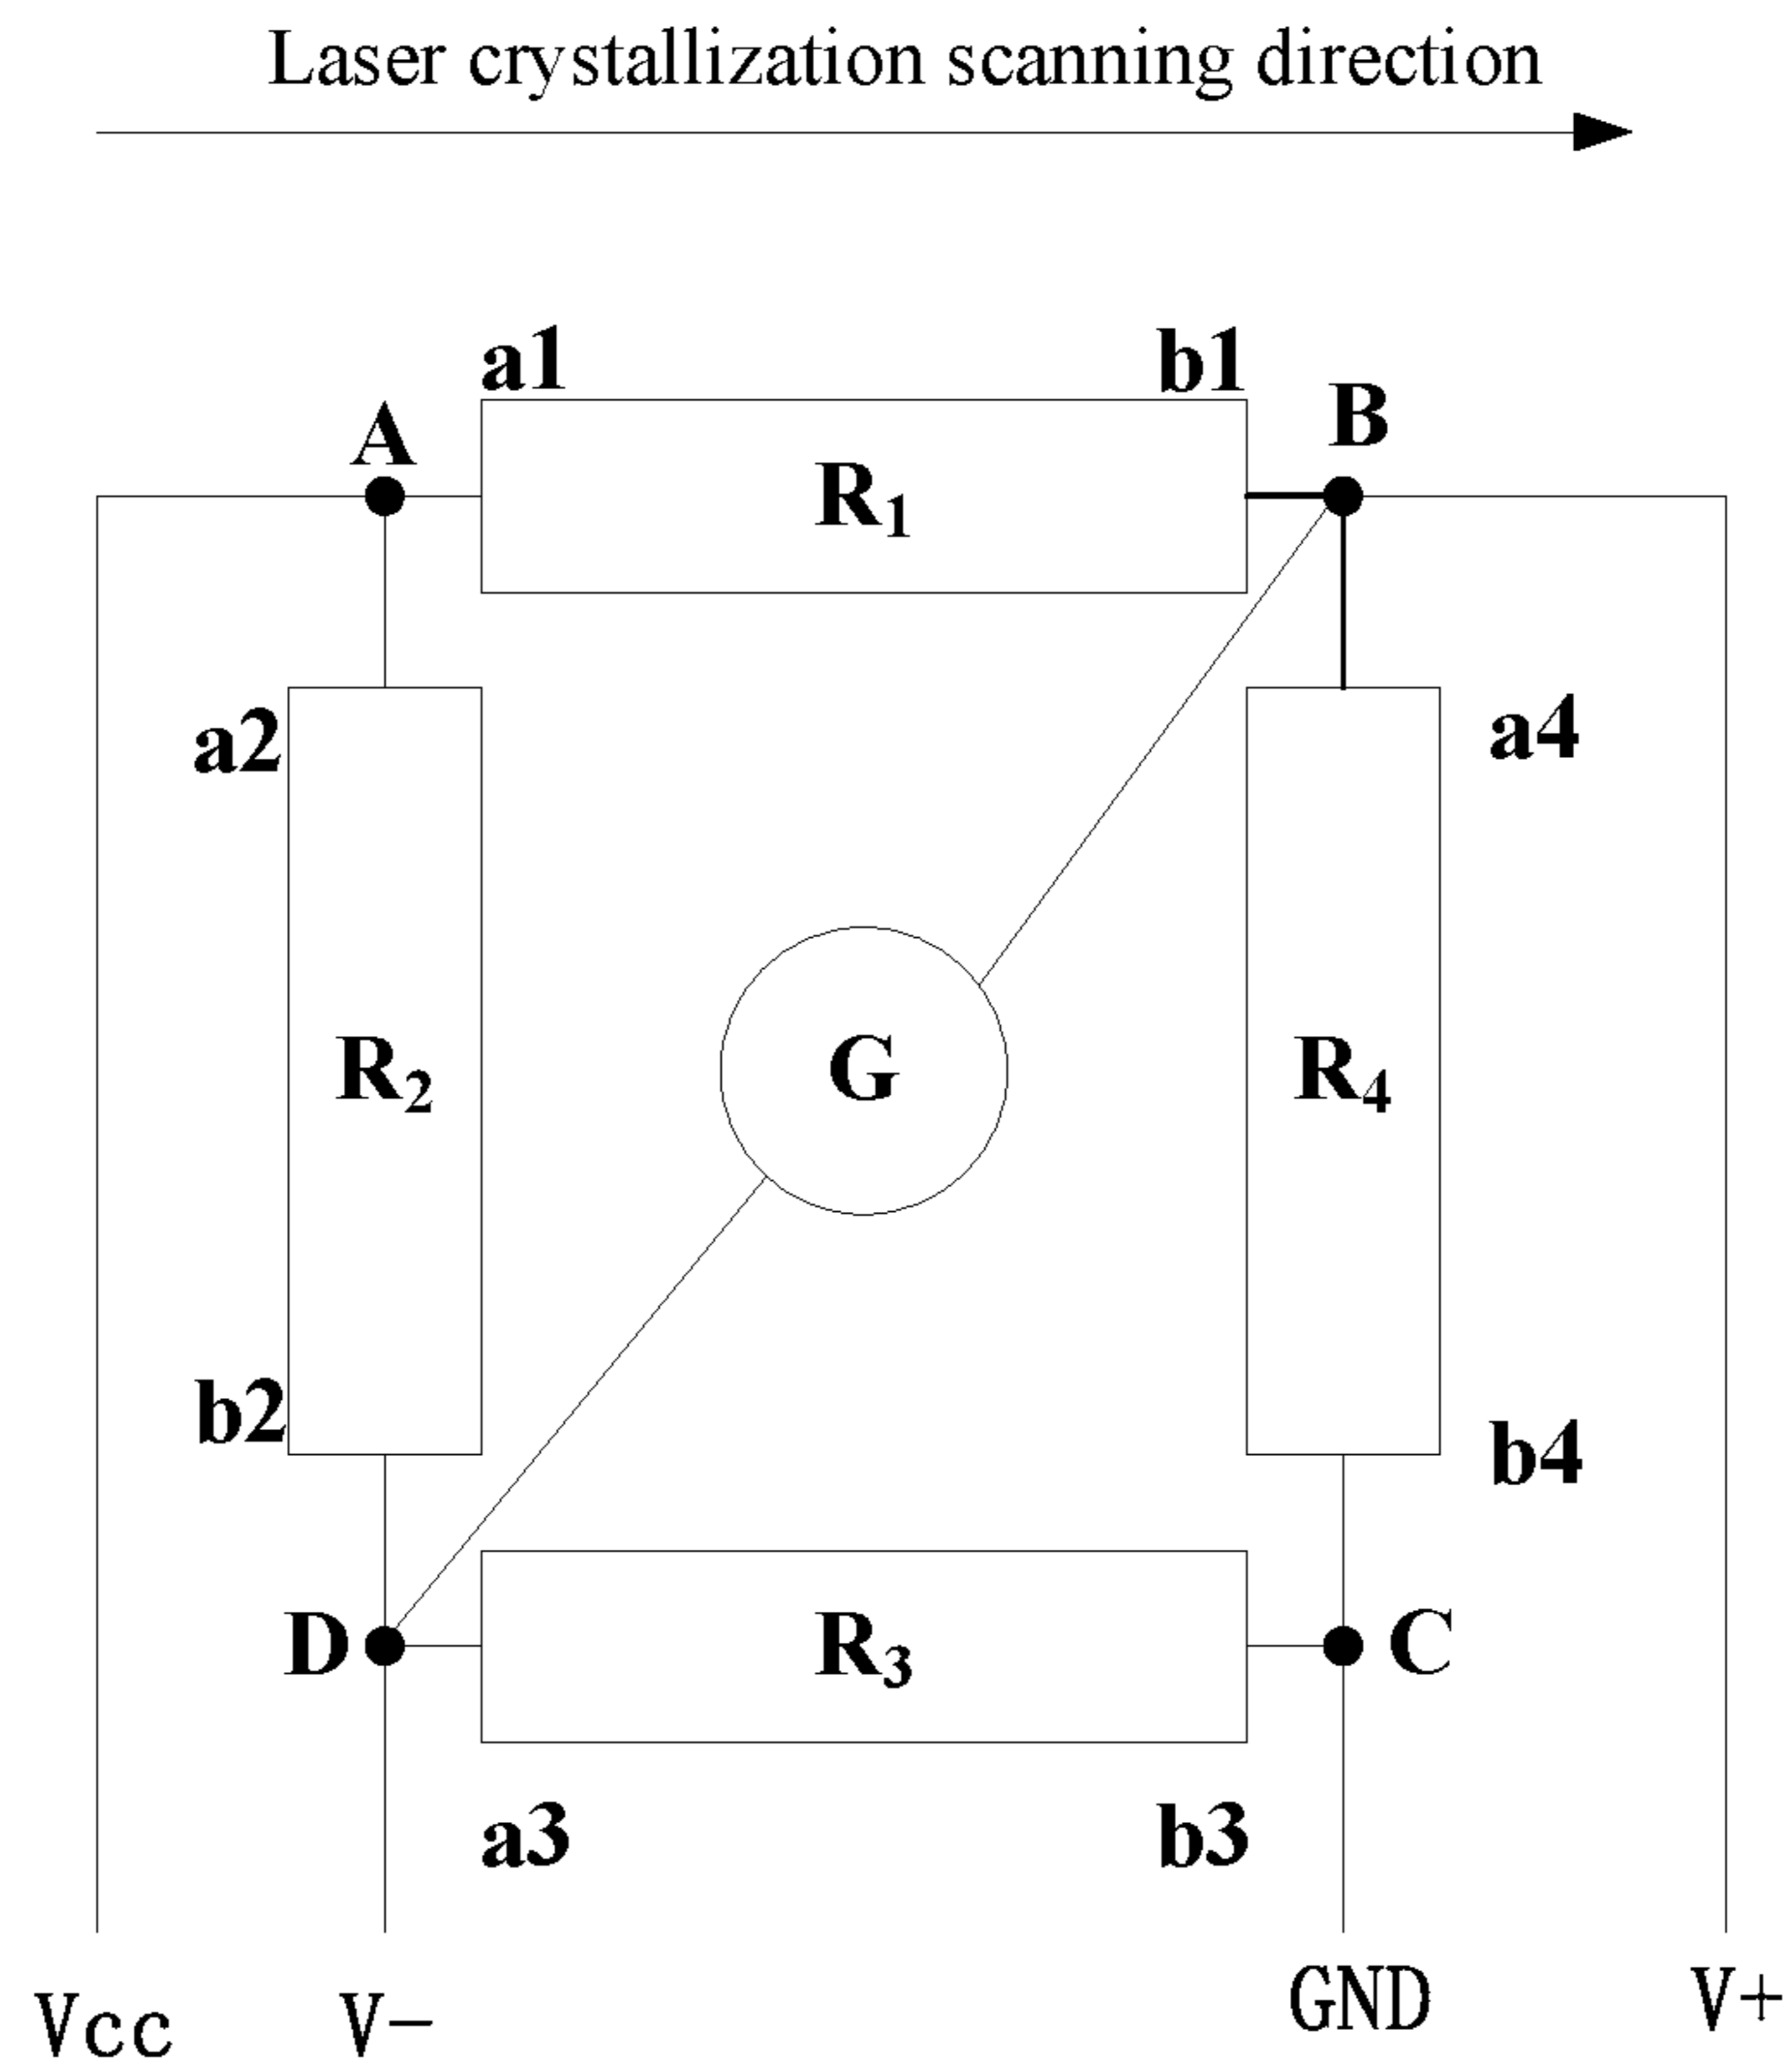 Laser crystallization scanning direction
a1
b1
A
B
R1
a2
a4
R2
G
R4
b2
b4
D
R3
C
a3
b3
Vcc
V-
GND
V+